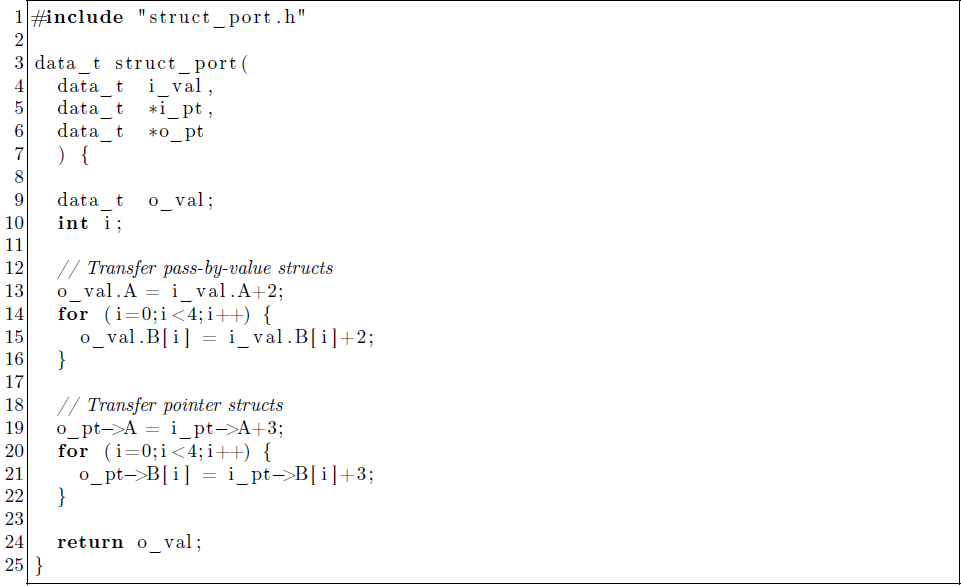 1 #include "struct_port.h"
2
3 data_t struct_port(
4   data_t  i_val,
5   data_t  *i_pt,
6   data_t  *o_pt
7   ) {
8
9   data_t  o_val;
10   int i;
11
12   // Transfer pass-by-value structs
13   o_val.A = i_val.A+2;
14   for (i=0;i<4;i++) {
15     o_val.B[i] = i_val.B[i]+2;
16   }
17
18   // Transfer pointer structs
19   o_pt->A = i_pt->A+3;
20   for (i=0;i<4;i++) {
21     o_pt->B[i] = i_pt->B[i]+3;
22   }
23
24   return o_val;
25 }